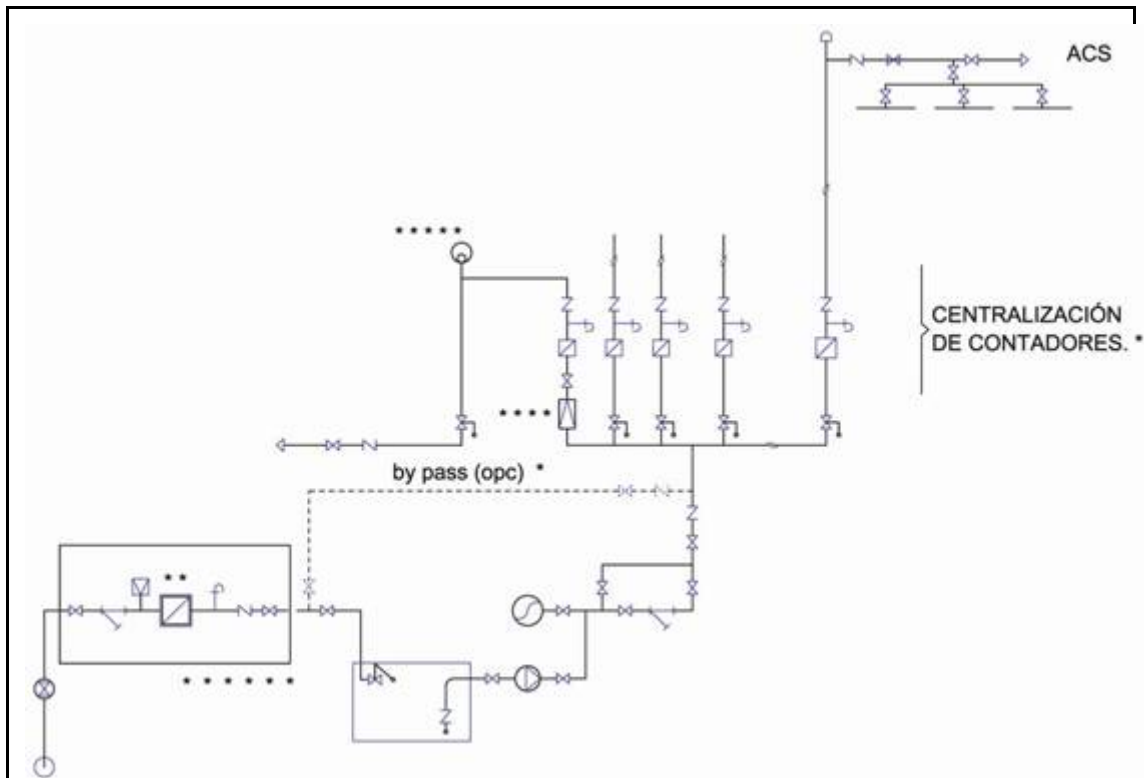 ACS
* * * * *
CENTRALIZACIÓN
DE CONTADORES. *
* * * *
by pass (opc) *
* *
* * * * * *